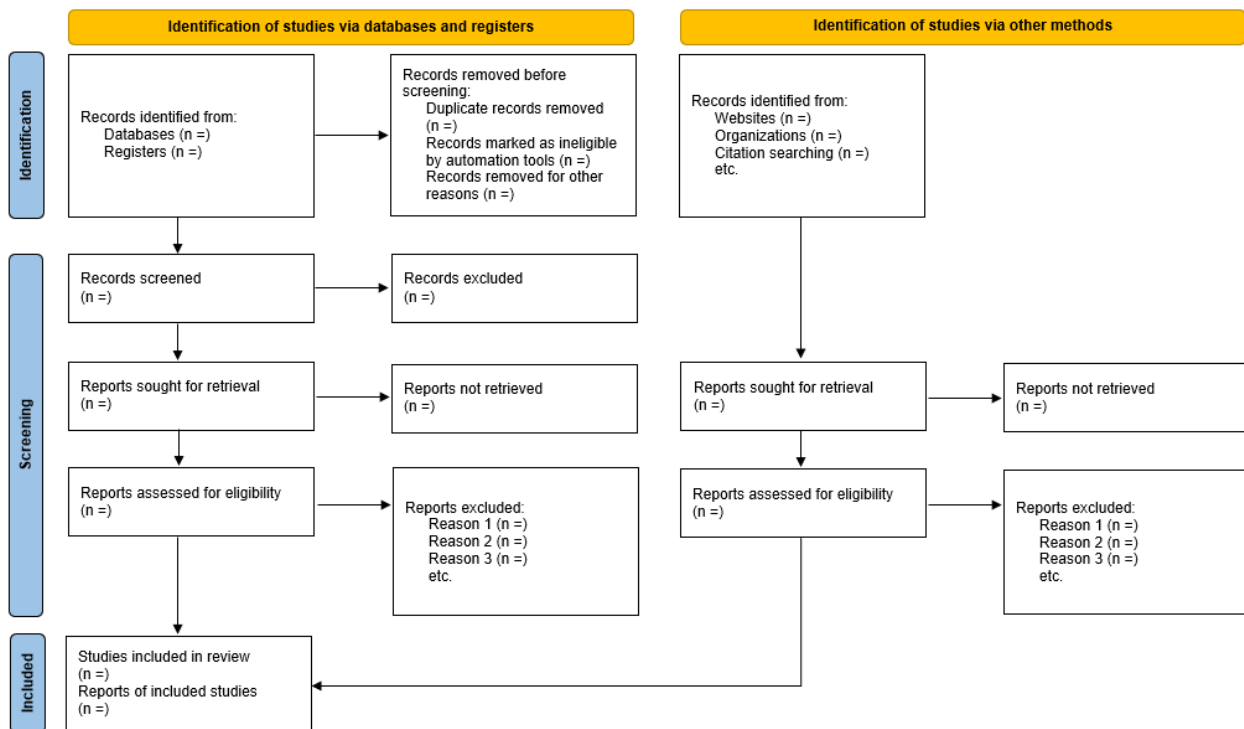 Identification of studies via databases and registers
Identification of studies via other methods
Identification
Records identified from:
Databases (n =)
Registers (n =)
Records removed before
screening:
Duplicate records removed
(n =)
Records marked as ineligible
by automation tools (n =)
Records removed for other
reasons (n =)
Records identified from:
Websites (n =)
Organizations (n =)
Citation searching (n =)
etc.
Screening
Records screened
(n =)
Records excluded
(n =)
Reports sought for retrieval
(n =)
Reports not retrieved
(n =)
Reports sought for retrieval
(n =)
Reports not retrieved
(n =)
Reports assessed for eligibility
(n =)
Reports excluded:
Reason 1 (n =)
Reason 2 (n =)
Reason 3 (n =)
etc.
Reports assessed for eligibility
(n =)
Reports excluded:
Reason 1 (n =)
Reason 2 (n =)
Reason 3 (n =)
etc.
Included
Studies included in review
(n =)
Reports of included studies
(n =)